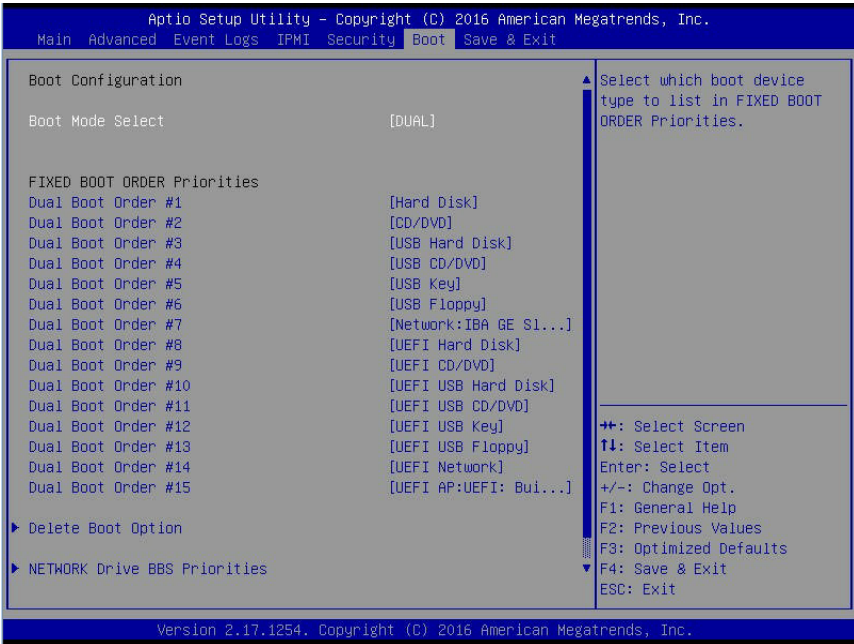 Aptio Setup Utility – Copyright (C) 2016 American Megatrends, Inc.
Main Advanced Event Logs IPMI Security Boot Save & Exit
Boot Configuration
Boot Mode Select [DUAL]
FIXED BOOT ORDER Priorities
Dual Boot Order #1 [Hard Disk]
Dual Boot Order #2 [CD/DVD]
Dual Boot Order #3 [USB Hard Disk]
Dual Boot Order #4 [USB CD/DVD]
Dual Boot Order #5 [USB Key]
Dual Boot Order #6 [USB Floppy]
Dual Boot Order #7 [Network:IBA GE Sl...]
Dual Boot Order #8 [UEFI Hard Disk]
Dual Boot Order #9 [UEFI CD/DVD]
Dual Boot Order #10 [UEFI USB Hard Disk]
Dual Boot Order #11 [UEFI USB CD/DVD]
Dual Boot Order #12 [UEFI USB Key]
Dual Boot Order #13 [UEFI USB Floppy]
Dual Boot Order #14 [UEFI Network]
Dual Boot Order #15 [UEFI AP:UEFI: Bui...]
Delete Boot Option
NETWORK Drive BBS Priorities
Select which boot device
type to list in FIXED BOOT
ORDER Priorities.
→←: Select Screen
↑↓: Select Item
Enter: Select
+/-: Change Opt.
F1: General Help
F2: Previous Values
F3: Optimized Defaults
F4: Save & Exit
ESC: Exit
Version 2.17.1254. Copyright (C) 2016 American Megatrends, Inc.